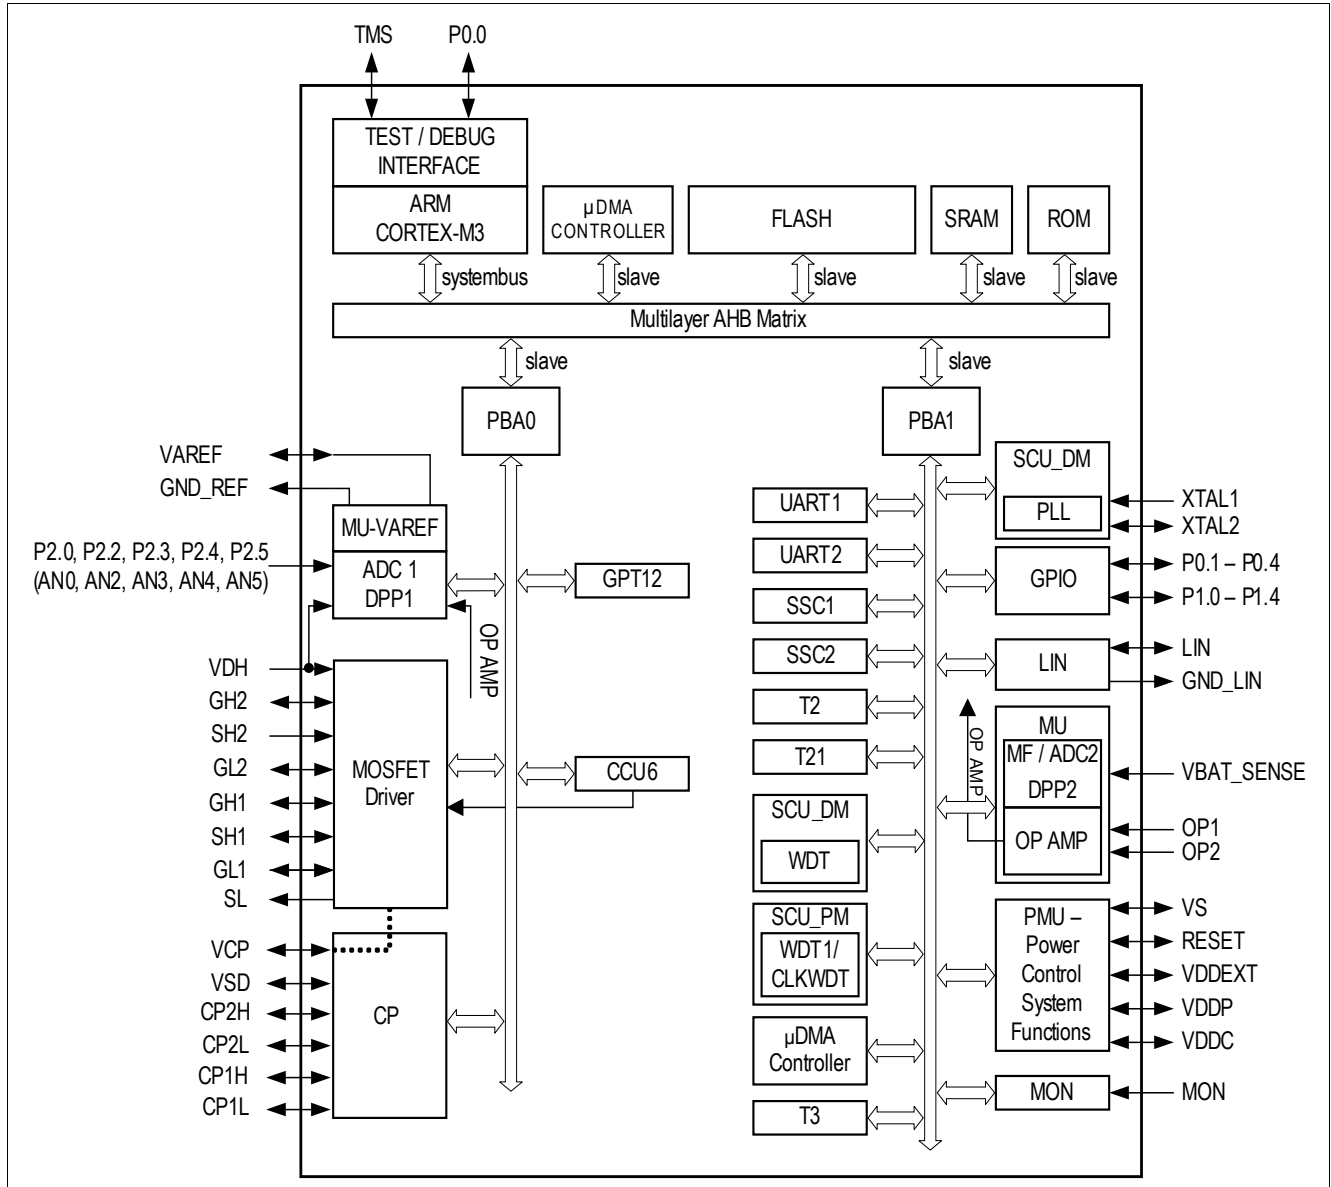 TMS
P0.0
TEST / DEBUG
INTERFACE
ARM
CORTEX-M3
µDMA
CONTROLLER
FLASH
SRAM
ROM
systembus
slave
slave
slave
slave
Multilayer AHB Matrix
slave
slave
PBA0
PBA1
VAREF
GND_REF
MU-VAREF
P2.0, P2.2, P2.3, P2.4, P2.5
(AN0, AN2, AN3, AN4, AN5)
ADC 1
DPP1
GPT12
OP AMP
VDH
GH2
SH2
GL2
GH1
SH1
GL1
SL
MOSFET
Driver
CCU6
VCP
VSD
CP2H
CP2L
CP1H
CP1L
CP
UART1
UART2
SSC1
SSC2
T2
T21
SCU_DM
WDT
SCU_PM
WDT1/
CLKWDT
µDMA
Controller
T3
SCU_DM
PLL
XTAL1
XTAL2
GPIO
P0.1 – P0.4
P1.0 – P1.4
LIN
LIN
GND_LIN
OP AMP
MU
MF / ADC2
DPP2
OP AMP
VBAT_SENSE
OP1
OP2
PMU –
Power
Control
System
Functions
VS
RESET
VDDEXT
VDDP
VDDC
MON
MON